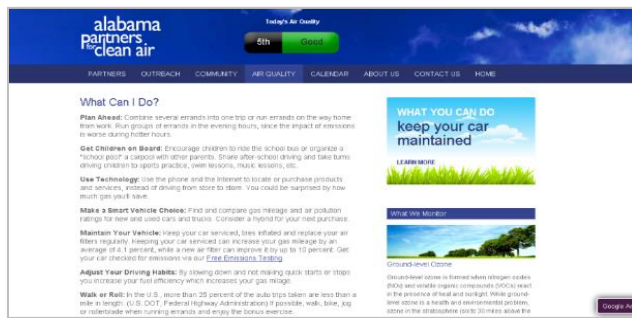 alabama
partners
for clean air
Today's Air Quality
5th Good
PARTNERS OUTREACH COMMUNITY AIR QUALITY CALENDAR ABOUT US CONTACT US HOME
What Can I Do?
Plan Ahead: Combine several errands into one trip or run errands on the way home
from work. Run groups of errands in the evening hours, since the impact of emissions
is worse during hotter hours.
Get Children on Board: Encourage children to ride the school bus or organize a
"school pool" a carpool with other parents. Share after-school driving and take turns
driving children to sports practice, swim lessons, music lessons, etc.
Use Technology: Use the phone and the Internet to locate or purchase products
and services, instead of driving from store to store. You could be surprised by how
much gas you'll save.
Make a Smart Vehicle Choice: Find and compare gas mileage and air pollution
ratings for new and used cars and trucks. Consider a hybrid for your next purchase.
Maintain Your Vehicle: Keep your car serviced, tires inflated and replace your air
filters regularly. Keeping your car serviced can increase your gas mileage by an
average of 4.1 percent, while a new air filter can improve it by up to 10 percent. Get
your car checked for emissions via our Free Emissions Testing.
Adjust Your Driving Habits: By slowing down and not making quick starts or stops
you increase your fuel efficiency which increases your gas milage.
Walk or Roll: In the U.S., more than 25 percent of the auto trips taken are less than a
mile in length. (U.S. DOT, Federal Highway Administration) If possible, walk, bike, jog
or rollerblade when running errands and enjoy the bonus exercise.
WHAT YOU CAN DO
keep your car
maintained
LEARN MORE
What We Monitor
Ground-level Ozone
Ground-level ozone is formed when nitrogen oxides
(NOx) and volatile organic compounds (VOCs) react
in the presence of heat and sunlight. While ground-
level ozone is a health and environmental problem,
ozone in the stratosphere (six to 30 miles above the
Google An